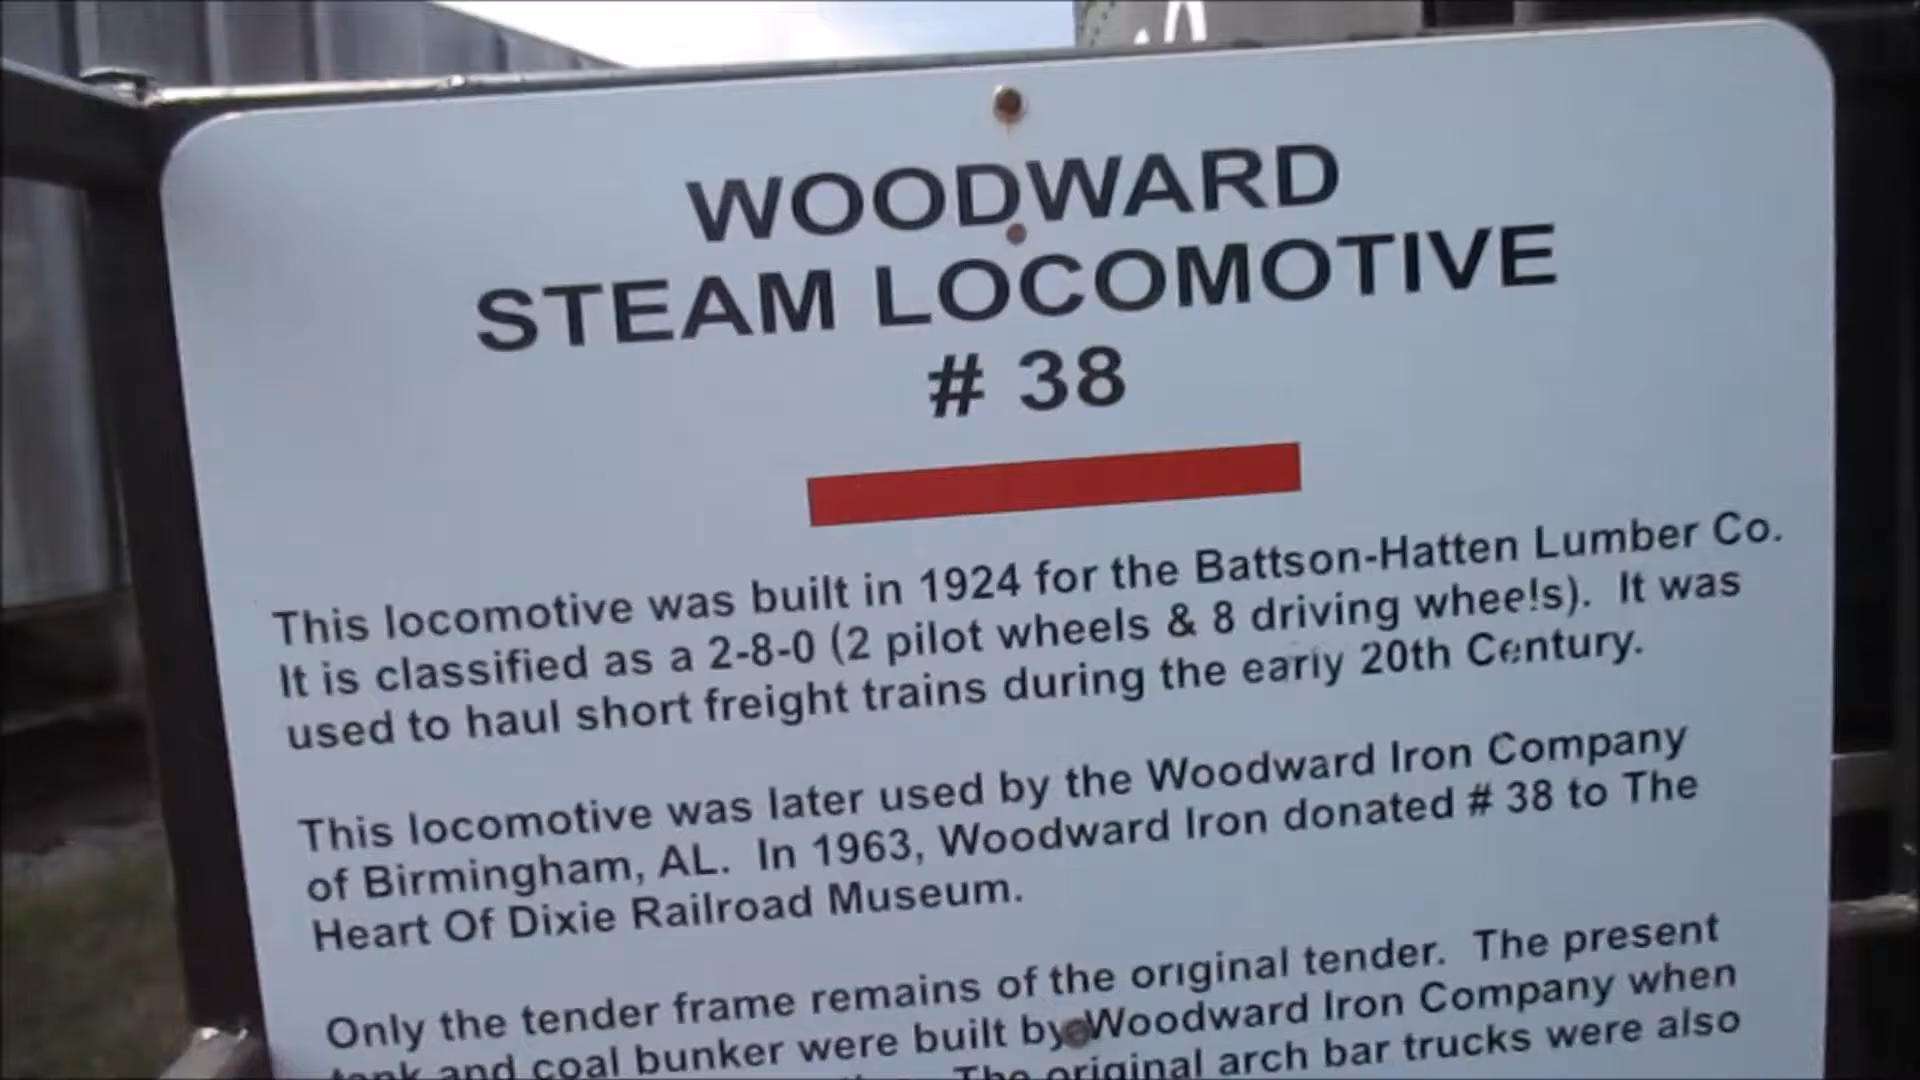 WOODWARD
STEAM LOCOMOTIVE
# 38
This locomotive was built in 1924 for the Battson-Hatten Lumber Co.
It is classified as a 2-8-0 (2 pilot wheels & 8 driving wheels). It was
used to haul short freight trains during the early 20th Century.
This locomotive was later used by the Woodward Iron Company
of Birmingham, AL. In 1963, Woodward Iron donated # 38 to The
Heart Of Dixie Railroad Museum.
Only the tender frame remains of the original tender. The present
tank and coal bunker were built by Woodward Iron Company when
The original arch bar trucks were also